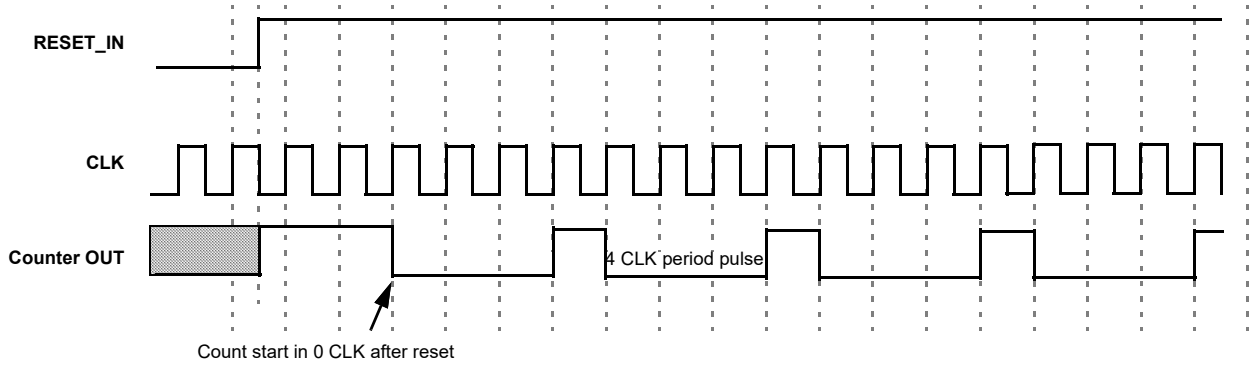 RESET_IN
CLK
Counter OUT
4 CLK period pulse
Count start in 0 CLK after reset